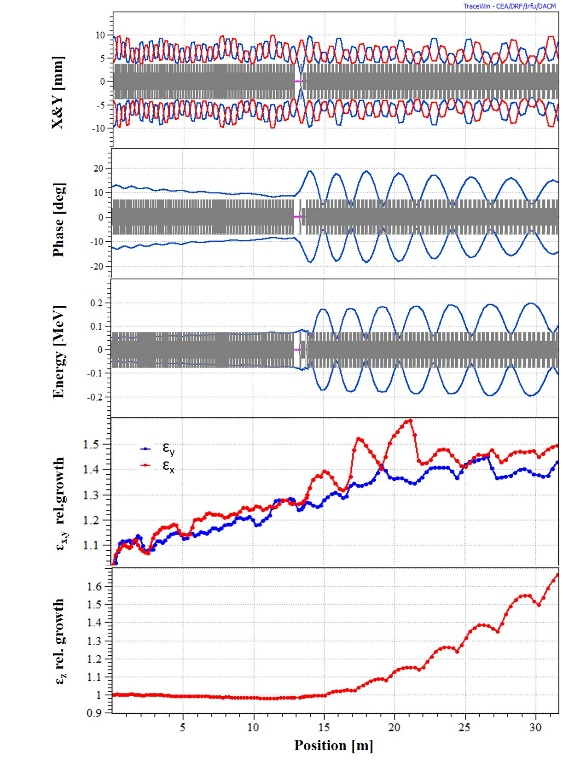 TraceWin - CEA/DRF/Irfu/DACM
X&Y [mm]
10
5
0
-5
-10
Phase [deg]
20
10
0
-10
-20
Energy [MeV]
0.2
0.1
0
-0.1
-0.2
εx,y rel.growth
1.5
1.4
1.3
1.2
1.1
εy
εx
εz rel. growth
1.6
1.5
1.4
1.3
1.2
1.1
1
0.9
5 10 15 20 25 30
Position [m]